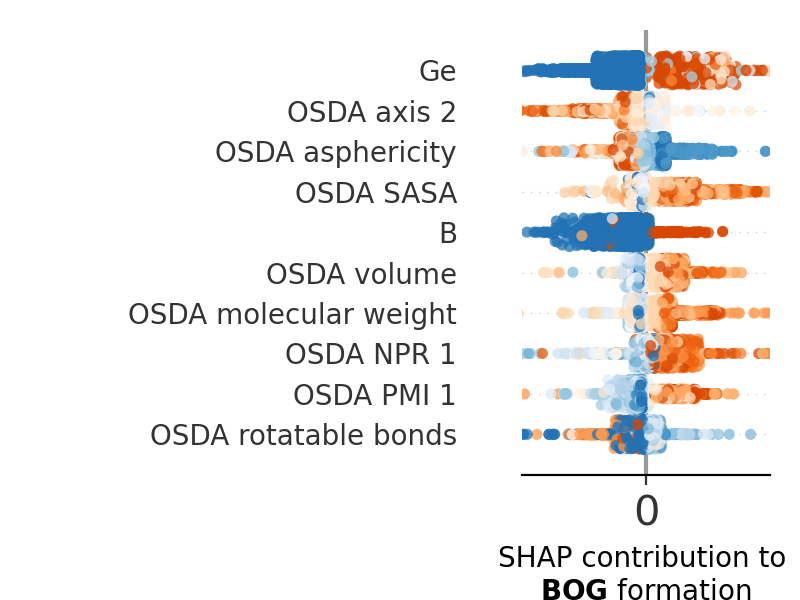 Ge
OSDA axis 2
OSDA asphericity
OSDA SASA
B
OSDA volume
OSDA molecular weight
OSDA NPR 1
OSDA PMI 1
OSDA rotatable bonds
0
SHAP contribution to
BOG formation